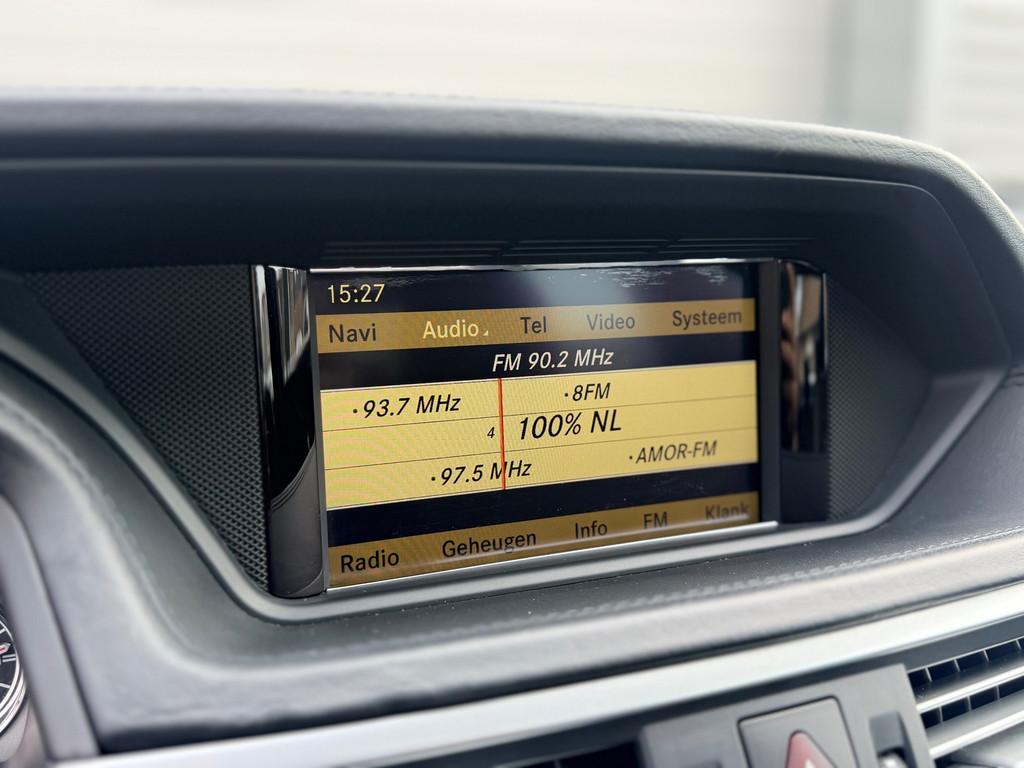 15:27
Navi Audio Tel Video Systeem
FM 90.2 MHz
·93.7 MHz ·8FM
4 100% NL
·97.5 MHz ·AMOR-FM
Radio Geheugen Info FM Klank